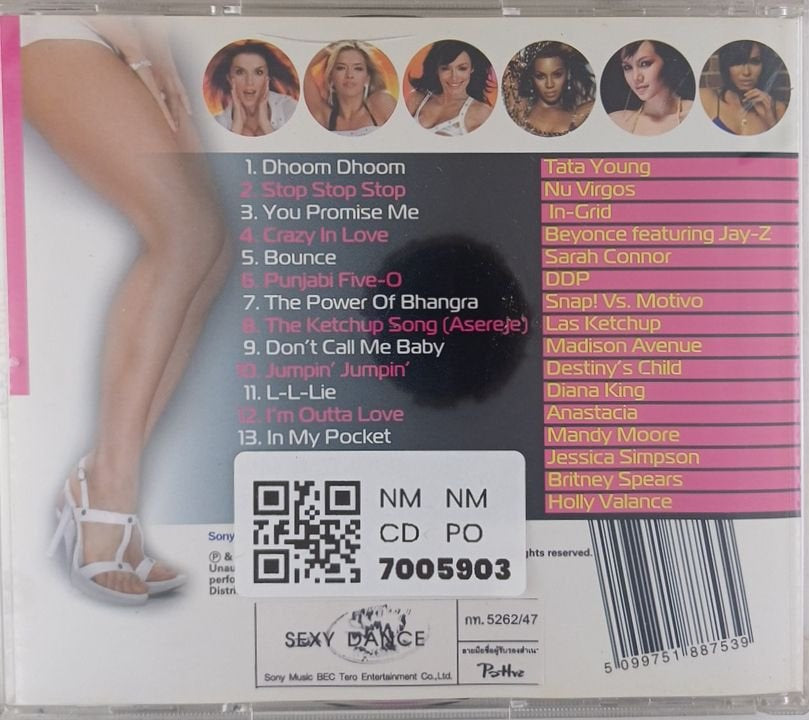 1. Dhoom Dhoom Tata Young
2. Stop Stop Stop Nu Virgos
3. You Promise Me In-Grid
4. Crazy In Love Beyonce featuring Jay-Z
5. Bounce Sarah Connor
6. Punjabi Five-O DDP
7. The Power Of Bhangra Snap! Vs. Motivo
8. The Ketchup Song (Asereje) Las Ketchup
9. Don't Call Me Baby Madison Avenue
10. Jumpin' Jumpin' Destiny's Child
11. L-L-Lie Diana King
12. I'm Outta Love Anastacia
13. In My Pocket Mandy Moore
Jessica Simpson
Britney Spears
Holly Valance
NM NM
CD PO
7005903
Sony
℗ &
rights reserved.
SEXY DANCE
กท. 5262/47
Sony Music BEC Tero Entertainment Co.,Ltd.
5 099751 887539